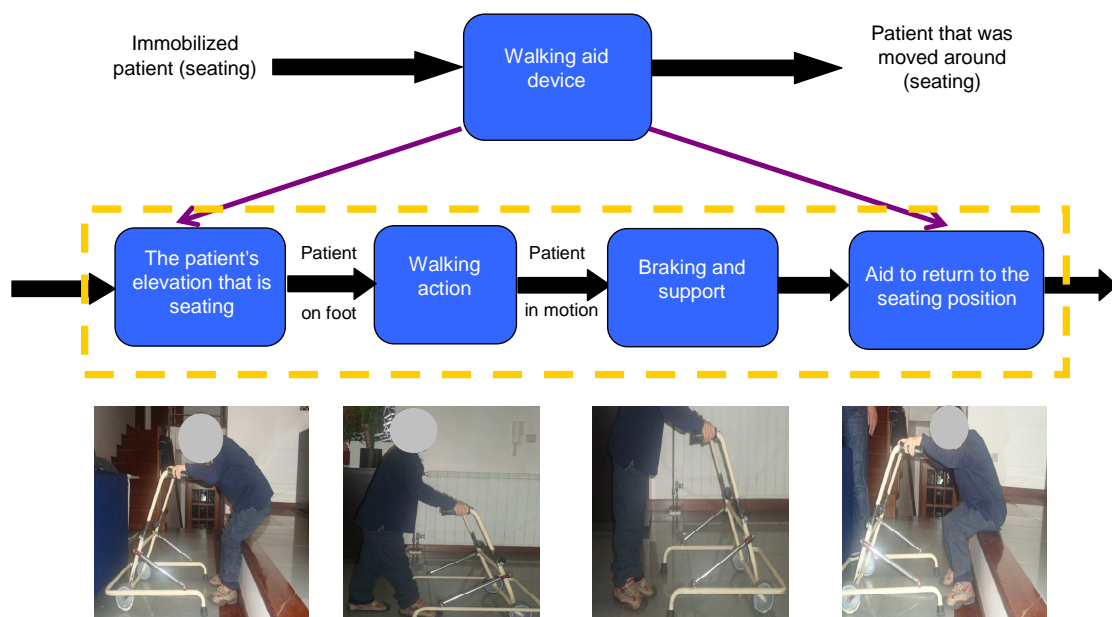 Immobilized
patient (seating)
Walking aid
device
Patient that was
moved around
(seating)
The patient's
elevation that is
seating
Patient
on foot
Walking
action
Patient
in motion
Braking and
support
Aid to return to the
seating position